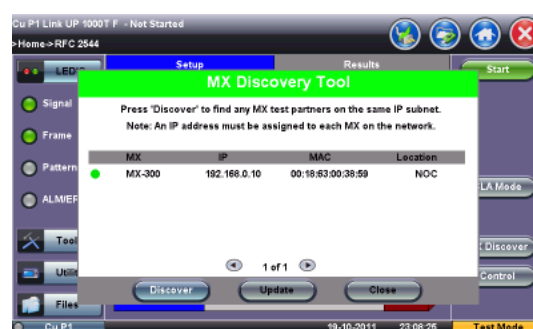 Cu P1 Link UP 1000T F - Not Started
>Home->RFC 2544
LED'S
Setup
Results
Start
MX Discovery Tool
Press 'Discover' to find any MX test partners on the same IP subnet.
Note: An IP address must be assigned to each MX on the network.
Signal
Frame
Pattern
ALM/ER
MX IP MAC Location
MX-300 192.168.0.10 00:18:63:00:38:59 NOC
LA Mode
Tool
Discover
1 of 1
Utilit
Control
Discover Update Close
Files
Cu P1 19-10-2011 23:08:25 Test Mode